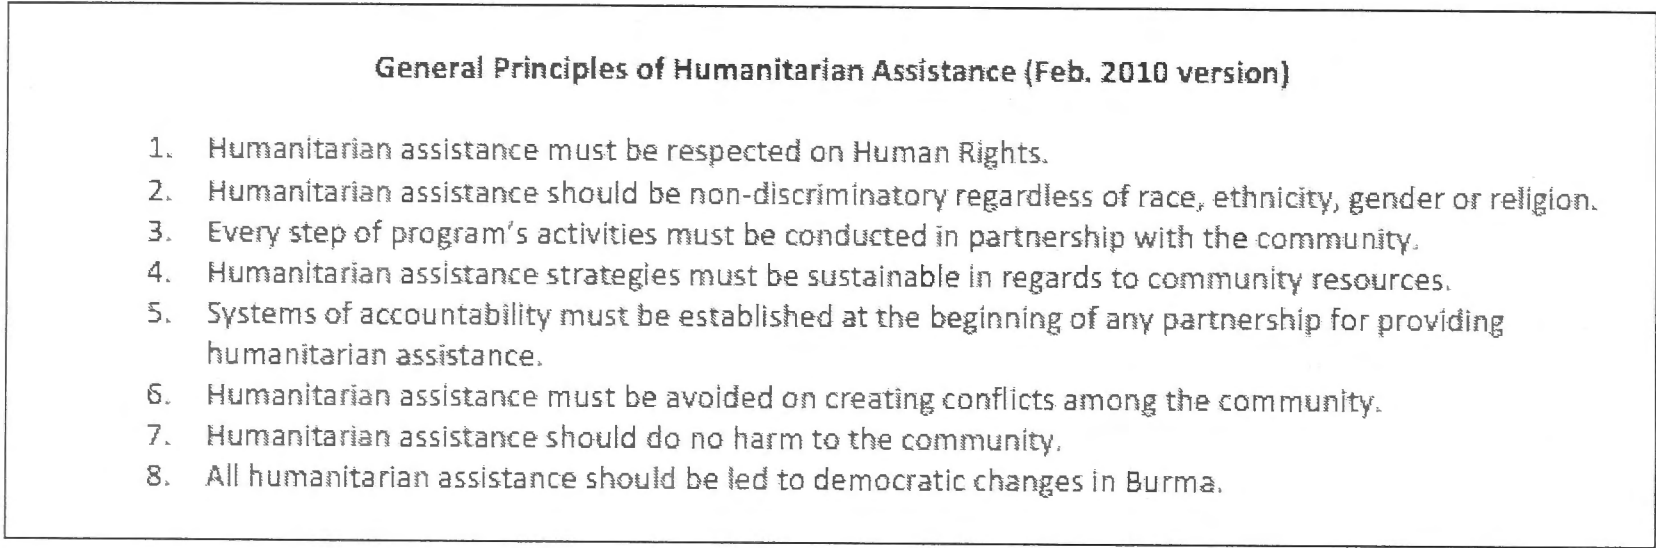 General Principles of Humanitarian Assistance (Feb. 2010 version)
1. Humanitarian assistance must be respected on Human Rights.
2. Humanitarian assistance should be non-discriminatory regardless of race, ethnicity, gender or religion.
3. Every step of program's activities must be conducted in partnership with the community.
4. Humanitarian assistance strategies must be sustainable in regards to community resources.
5. Systems of accountability must be established at the beginning of any partnership for providing
humanitarian assistance.
6. Humanitarian assistance must be avoided on creating conflicts among the community.
7. Humanitarian assistance should do no harm to the community.
8. All humanitarian assistance should be led to democratic changes in Burma.